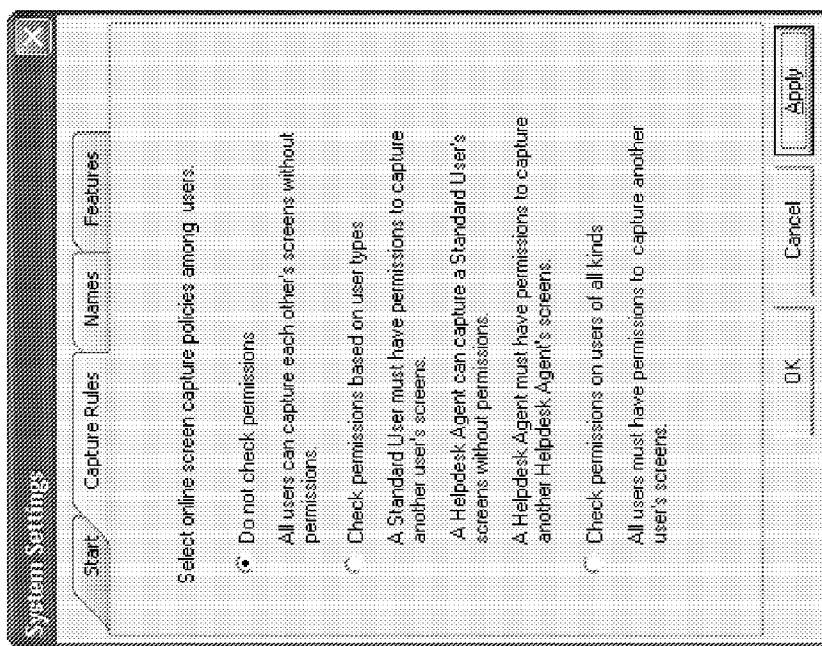 System Settings
Start
Capture Rules
Names
Features
Select online screen capture policies among users.
Do not check permissions
All users can capture each other's screens without
permissions.
Check permissions based on user types
A Standard User must have permissions to capture
another user's screens.
A Helpdesk Agent can capture a Standard User's
screens without permissions.
A Helpdesk Agent must have permissions to capture
another Helpdesk Agent's screens.
Check permissions on users of all kinds
All users must have permissions to capture another
user's screens.
OK
Cancel
Apply